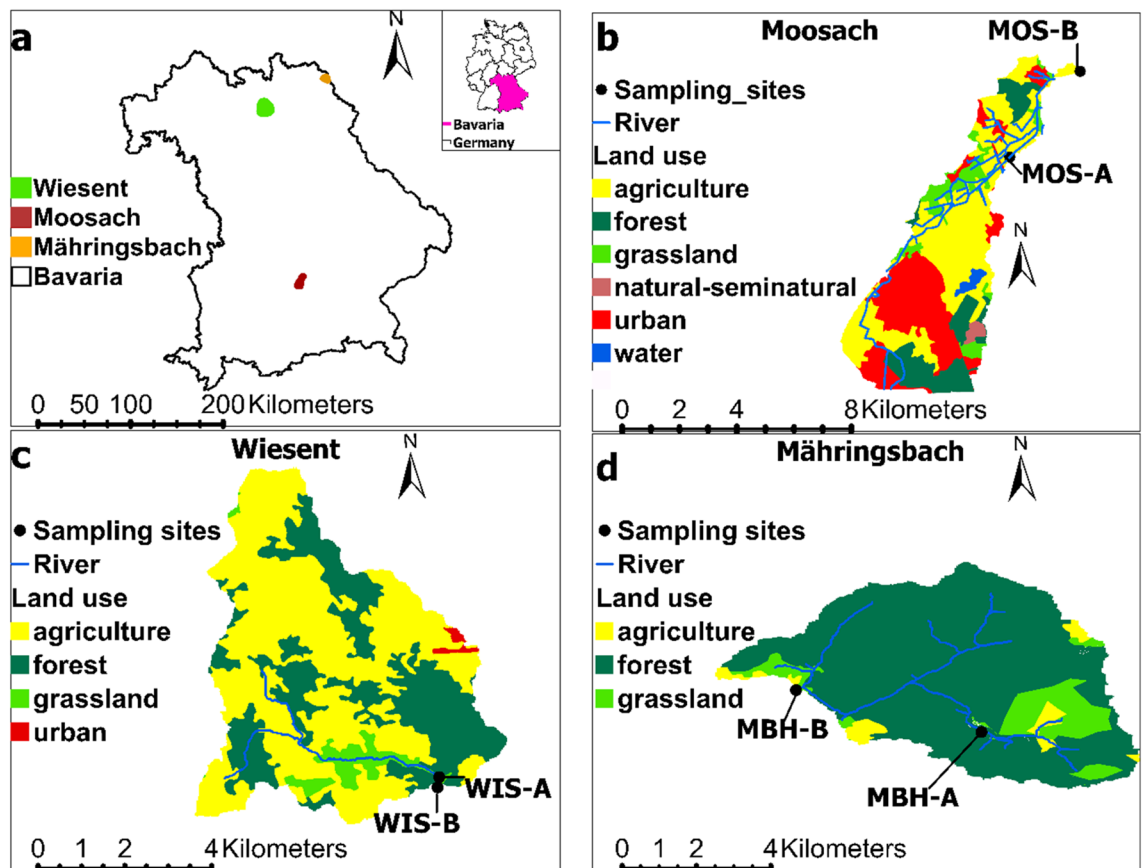 a
N
Bavaria
Germany
Wiesent
Moosach
Mähringsbach
Bavaria
0 50 100 200 Kilometers
b
Moosach
MOS-B
Sampling_sites
River
Land use
agriculture
MOS-A
forest
N
grassland
natural-seminatural
urban
water
0 2 4 8 Kilometers
c
Wiesent
N
Sampling sites
River
Land use
agriculture
forest
grassland
urban
WIS-A
WIS-B
0 1 2 4 Kilometers
d
Mähringsbach
N
Sampling sites
River
Land use
agriculture
forest
grassland
MBH-B
MBH-A
0 1 2 4 Kilometers